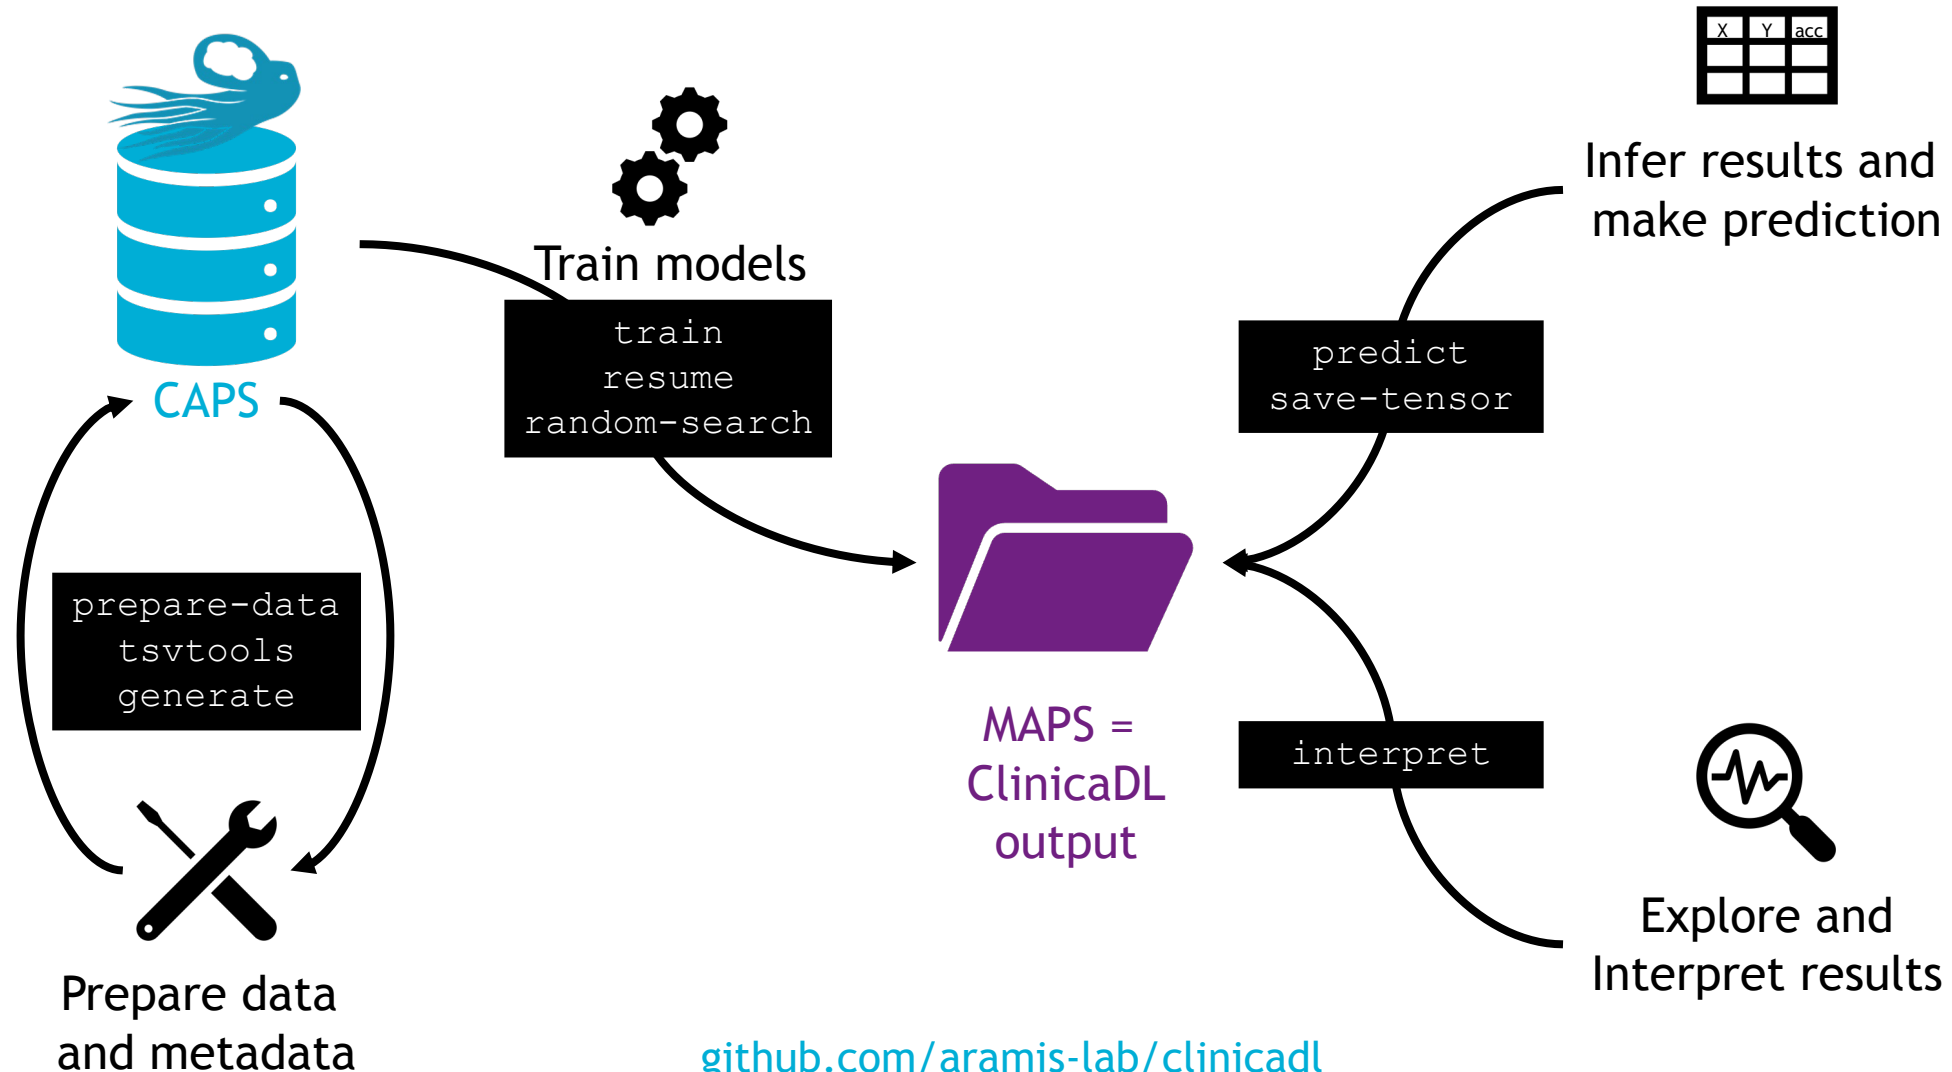 X Y acc
Infer results and
make prediction
Train models
train
resume
random-search
predict
save-tensor
CAPS
prepare-data
tsvtools
generate
MAPS =
ClinicaDL
output
interpret
Explore and
Interpret results
Prepare data
and metadata
github.com/aramis-lab/clinicadl